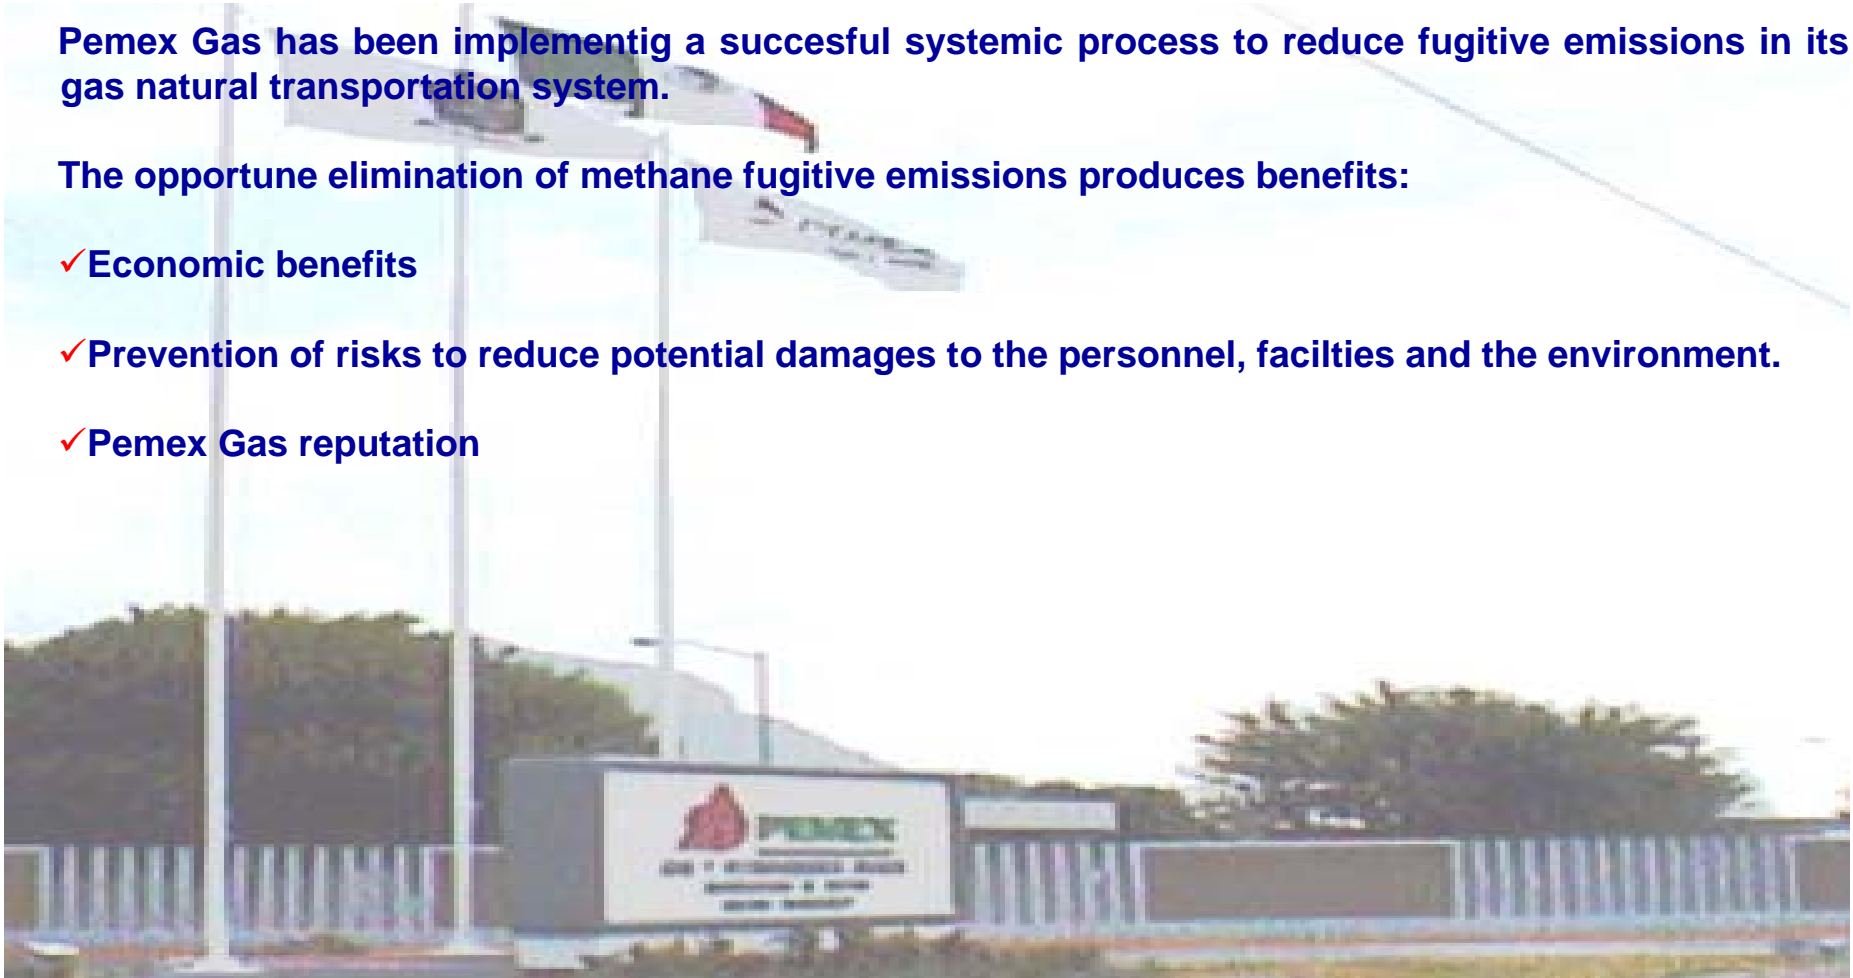 Pemex Gas has been implementig a succesful systemic process to reduce fugitive emissions in its
gas natural transportation system.
The opportune elimination of methane fugitive emissions produces benefits:
✓Economic benefits
✓Prevention of risks to reduce potential damages to the personnel, facilties and the environment.
✓Pemex Gas reputation
PEMEX